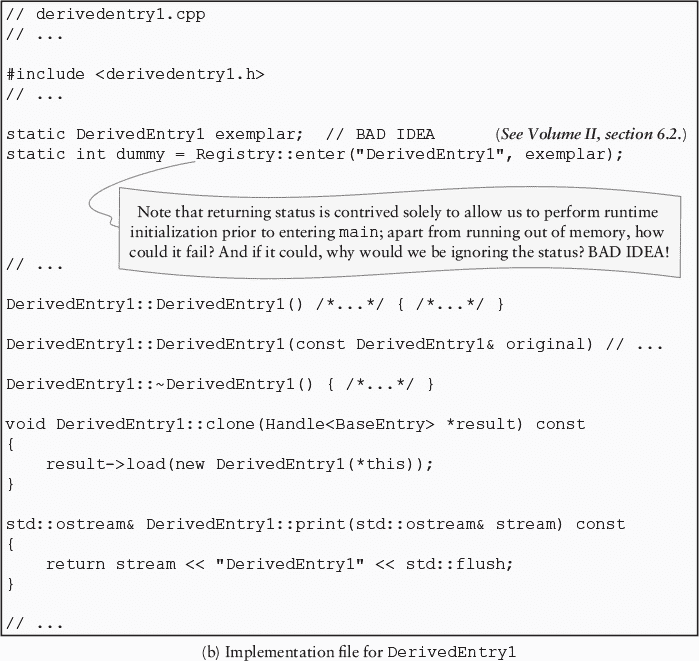 // derivedentry1.cpp
// ...
#include <derivedentry1.h>
// ...
static DerivedEntry1 exemplar;  // BAD IDEA (See Volume II, section 6.2.)
static int dummy = Registry::enter("DerivedEntry1", exemplar);
Note that returning status is contrived solely to allow us to perform runtime
initialization prior to entering main; apart from running out of memory, how
could it fail? And if it could, why would we be ignoring the status? BAD IDEA!
// ...
DerivedEntry1::DerivedEntry1() /*...*/ { /*...*/ }
DerivedEntry1::DerivedEntry1(const DerivedEntry1& original) // ...
DerivedEntry1::~DerivedEntry1() { /*...*/ }
void DerivedEntry1::clone(Handle<BaseEntry> *result) const
{
    result->load(new DerivedEntry1(*this));
}
std::ostream& DerivedEntry1::print(std::ostream& stream) const
{
    return stream << "DerivedEntry1" << std::flush;
}
// ...
(b) Implementation file for DerivedEntry1